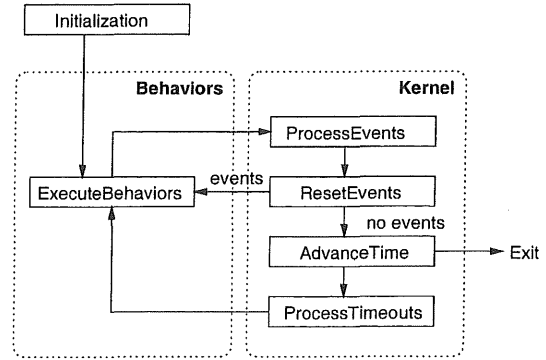 Initialization
Behaviors
Kernel
ProcessEvents
events
ExecuteBehaviors
ResetEvents
no events
AdvanceTime
Exit
ProcessTimeouts